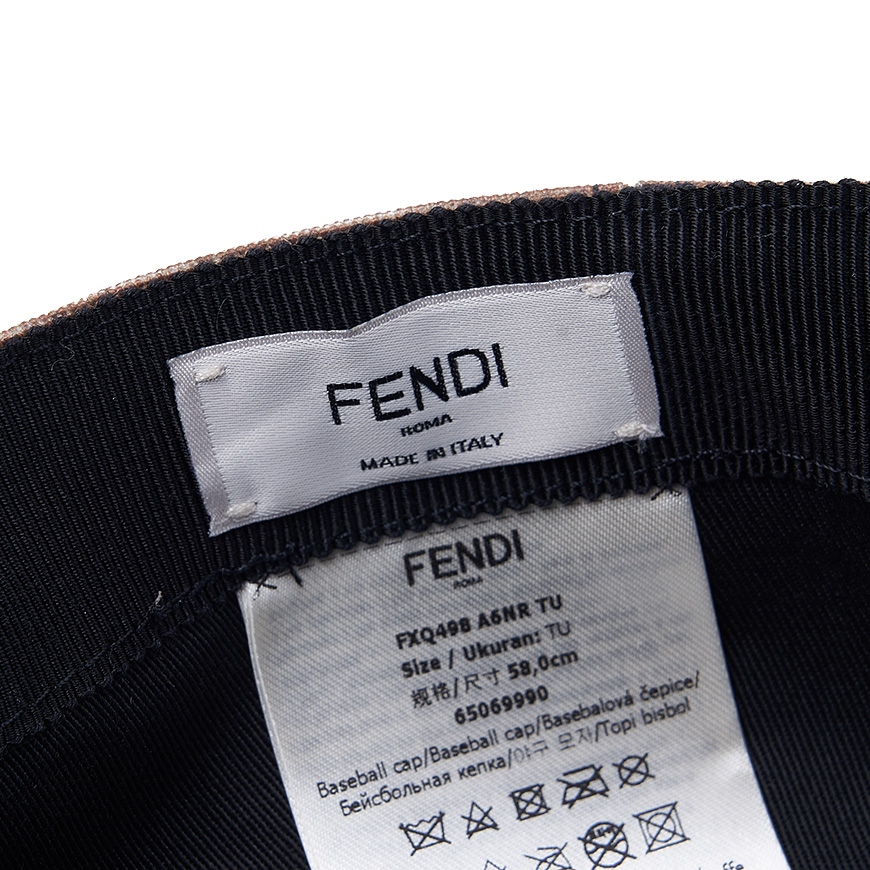 FENDI
ROMA
MADE IN ITALY
FENDI
ROMA
FXQ498 A6NR TU
Size / Ukuran: TU
规格/尺寸 58,0cm
65069990
Baseball cap/Baseball cap/Basebalová čepice/
Бейсбольная кепка/야구 모자/Topi bisbol